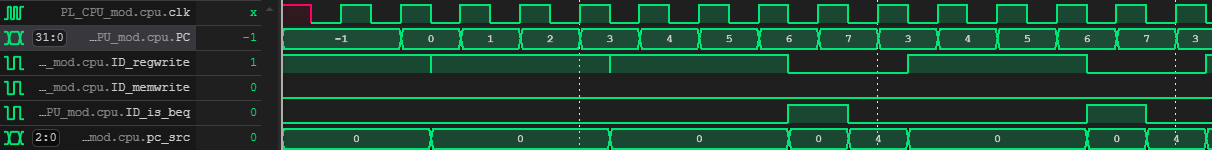 PL_CPU_mod.cpu.clk x
31:0 …PU_mod.cpu.PC -1 -1 0 1 2 3 4 5 6 7 3 4 5 6 7 3
…_mod.cpu.ID_regwrite 1
…_mod.cpu.ID_memwrite 0
…PU_mod.cpu.ID_is_beq 0
2:0 …_mod.cpu.pc_src 0 0 0 0 0 4 0 0 4